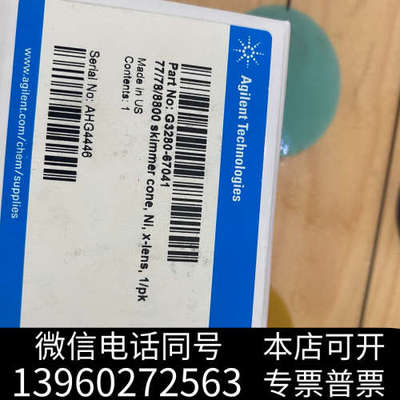 Agilent Technologies
Part No: G3280-67041
77/78/8800 skimmer cone, Ni, x-lens, 1/pk
Made in US
Contents: 1
Serial No: AHG4446
www.agilent.com/chem/supplies
微信电话同号
13960272563
本店可开
专票普票